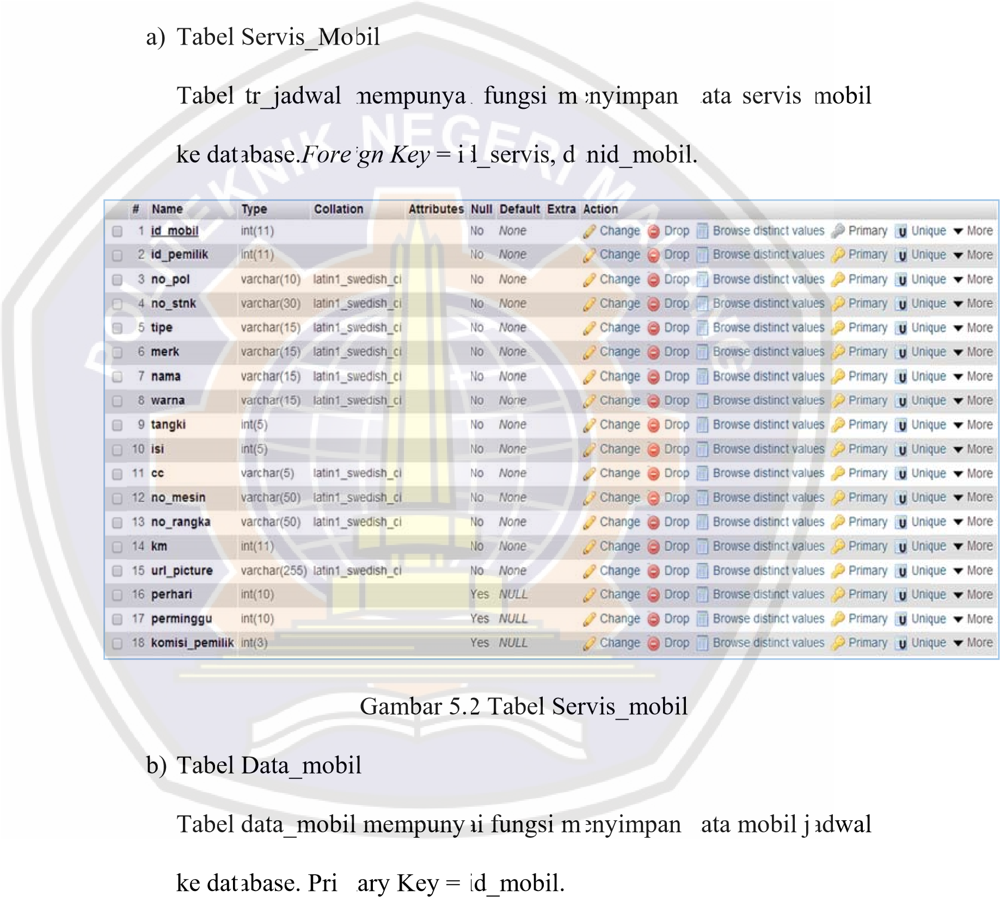 a) Tabel Servis_Mobil
Tabel tr_jadwal mempunyai fungsi menyimpan data servis mobil
ke database.Foreign Key = id_servis, danid_mobil.
POLITEKNIK NEGERI MALANG
# Name Type Collation Attributes Null Default Extra Action
1 id_mobil int(11) No None Change Drop Browse distinct values Primary Unique More
2 id_pemilik int(11) No None Change Drop Browse distinct values Primary Unique More
3 no_pol varchar(10) latin1_swedish_ci No None Change Drop Browse distinct values Primary Unique More
4 no_stnk varchar(30) latin1_swedish_ci No None Change Drop Browse distinct values Primary Unique More
5 tipe varchar(15) latin1_swedish_ci No None Change Drop Browse distinct values Primary Unique More
6 merk varchar(15) latin1_swedish_ci No None Change Drop Browse distinct values Primary Unique More
7 nama varchar(15) latin1_swedish_ci No None Change Drop Browse distinct values Primary Unique More
8 warna varchar(15) latin1_swedish_ci No None Change Drop Browse distinct values Primary Unique More
9 tangki int(5) No None Change Drop Browse distinct values Primary Unique More
10 isi int(5) No None Change Drop Browse distinct values Primary Unique More
11 cc varchar(5) latin1_swedish_ci No None Change Drop Browse distinct values Primary Unique More
12 no_mesin varchar(50) latin1_swedish_ci No None Change Drop Browse distinct values Primary Unique More
13 no_rangka varchar(50) latin1_swedish_ci No None Change Drop Browse distinct values Primary Unique More
14 km int(11) No None Change Drop Browse distinct values Primary Unique More
15 url_picture varchar(255) latin1_swedish_ci No None Change Drop Browse distinct values Primary Unique More
16 perhari int(10) Yes NULL Change Drop Browse distinct values Primary Unique More
17 perminggu int(10) Yes NULL Change Drop Browse distinct values Primary Unique More
18 komisi_pemilik int(3) Yes NULL Change Drop Browse distinct values Primary Unique More
Gambar 5.2 Tabel Servis_mobil
b) Tabel Data_mobil
Tabel data_mobil mempunyai fungsi menyimpan data mobil jadwal
ke database. Primary Key = id_mobil.